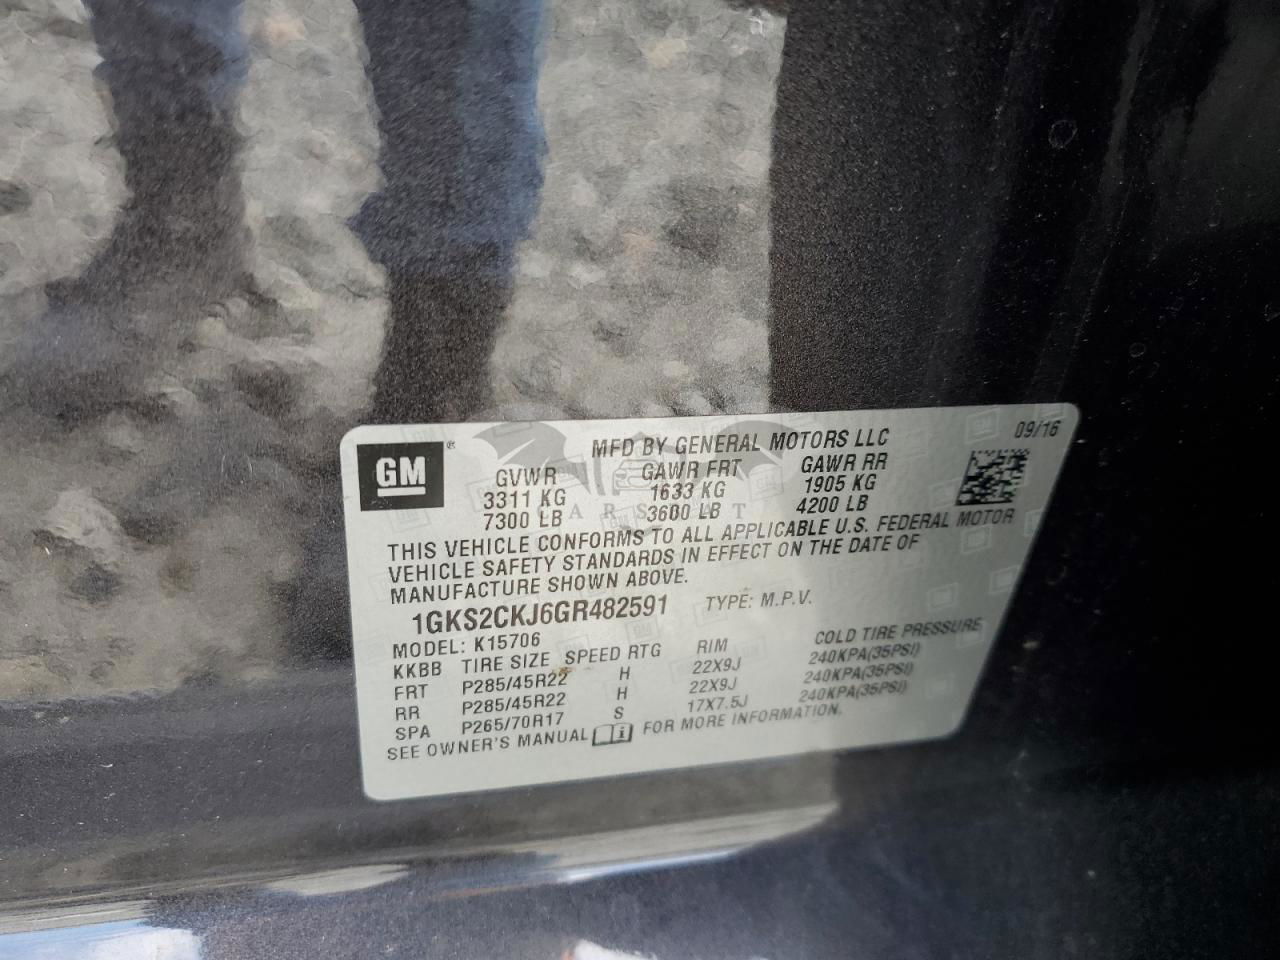 GM ®
MFD BY GENERAL MOTORS LLC 09/16
GVWR GAWR FRT GAWR RR
3311 KG 1633 KG 1905 KG
7300 LB 3600 LB 4200 LB
THIS VEHICLE CONFORMS TO ALL APPLICABLE U.S. FEDERAL MOTOR
VEHICLE SAFETY STANDARDS IN EFFECT ON THE DATE OF
MANUFACTURE SHOWN ABOVE.
1GKS2CKJ6GR482591 TYPE: M.P.V.
MODEL: K15706
KKBB TIRE SIZE SPEED RTG RIM COLD TIRE PRESSURE
FRT P285/45R22 H 22X9J 240KPA(35PSI)
RR P285/45R22 H 22X9J 240KPA(35PSI)
SPA P265/70R17 S 17X7.5J 240KPA(35PSI)
SEE OWNER'S MANUAL FOR MORE INFORMATION.